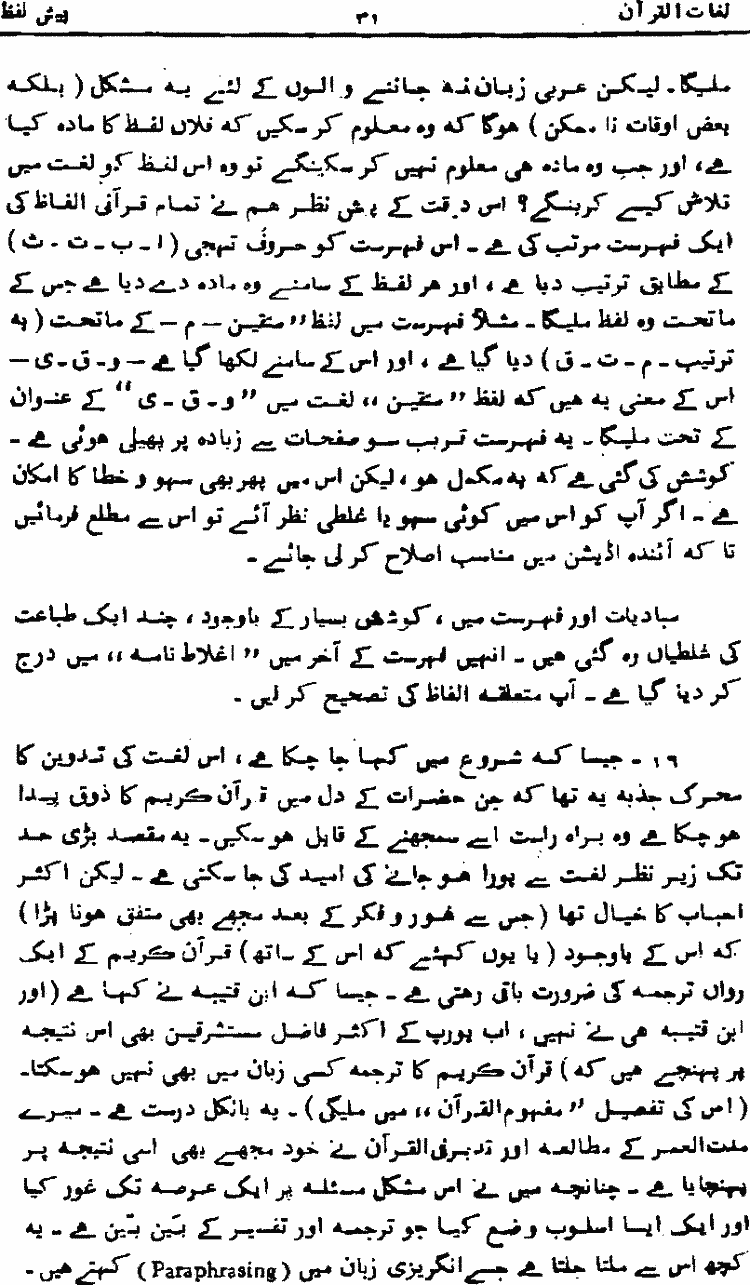 لغات القرآن ۳۱ پیش لفظ
ملیگا۔ لیکن عربی زبان نہ جاننے والوں کے لئے یہ مشکل ( بلکہ
بعض اوقات نا ممکن ) ہوگا کہ وہ معلوم کر سکیں کہ فلاں لفظ کا مادہ کیا
ہے، اور جب وہ مادہ ہی معلوم نہیں کر سکینگے تو وہ اس لفظ کو لغت میں
تلاش کیسے کرینگے؟ اس دقت کے پیش نظر ہم نے تمام قرآنی الفاظ کی
ایک فہرست مرتب کی ہے ۔ اس فہرست کو حروف تہجی ( ا ۔ ب ۔ ت ۔ ث )
کے مطابق ترتیب دیا ہے ، اور ہر لفظ کے سامنے وہ مادہ دے دیا ہے جس کے
ماتحت وہ لفظ ملیگا ۔ مثلاً فہرست میں لفظ ” متقین — م — کے ماتحت ( بہ
ترتیب ۔ م ۔ ت ۔ ق ) دیا گیا ہے ، اور اس کے سامنے لکھا گیا ہے — و ۔ ق ۔ ی —
اس کے معنی یہ ہیں کہ لفظ ” متقین ،، لغت میں ” و ۔ ق ۔ ی “ کے عنوان
کے تحت ملیگا ۔ یہ فہرست قریب سو صفحات سے زیادہ پر پھیلی ہوئی ہے ۔
کوشش کی گئی ہے کہ یہ مکمل ہو ، لیکن اس میں پھر بھی سہو و خطا کا امکان
ہے ۔ اگر آپ کو اس میں کوئی سہو یا غلطی نظر آئے تو اس سے مطلع فرمائیں
تا کہ آئندہ اڈیشن میں مناسب اصلاح کر لی جائے ۔
مبادیات اور فہرست میں ، کوشش بسیار کے باوجود ، چند ایک طباعت
کی غلطیاں رہ گئی ہیں ۔ انہیں فہرست کے آخر میں ” اغلاط نامہ ،، میں درج
کر دیا گیا ہے ۔ آپ متعلقہ الفاظ کی تصحیح کر لیں ۔
۱۹ ۔ جیسا کہ شروع میں کہا جا چکا ہے ، اس لغت کی تدوین کا
محرک جذبہ یہ تھا کہ جن حضرات کے دل میں قرآن کریم کا ذوق پیدا
ہو چکا ہے وہ براہ راست اسے سمجھنے کے قابل ہو سکیں۔ یہ مقصد بڑی حد
تک زیر نظر لغت سے پورا ہو جانے کی امید کی جا سکتی ہے ۔ لیکن اکثر
احباب کا خیال تھا ( جس سے غور و فکر کے بعد مجھے بھی متفق ہونا پڑا )
کہ اس کے باوجود ( یا یوں کہئیے کہ اس کے ساتھ ) قرآن کریم کے ایک
رواں ترجمہ کی ضرورت باقی رہتی ہے ۔ جیسا کہ ابن قتیبہ نے کہا ہے ( اور
ابن قتیبہ ہی نے نہیں ، اب یورپ کے اکثر فاضل مستشرقین بھی اس نتیجہ
پر پہنچے ہیں کہ ) قرآن کریم کا ترجمہ کسی زبان میں بھی نہیں ہو سکتا۔
( اس کی تفصیل ” مفہوم القرآن ،، میں ملیگی ) ۔ یہ بالکل درست ہے ۔ میرے
مدت العمر کے مطالعہ اور تدبر فی القرآن نے خود مجھے بھی اسی نتیجہ پر
پہنچایا ہے ۔ چنانچہ میں نے اس مشکل مسئلہ پر ایک عرصہ تک غور کیا
اور ایک ایسا اسلوب وضع کیا جو ترجمہ اور تفسیر کے بَین بَین ہے ۔ یہ
کچھ اس سے ملتا جلتا ہے جسے انگریزی زبان میں ( Paraphrasing ) کہتے ہیں ۔